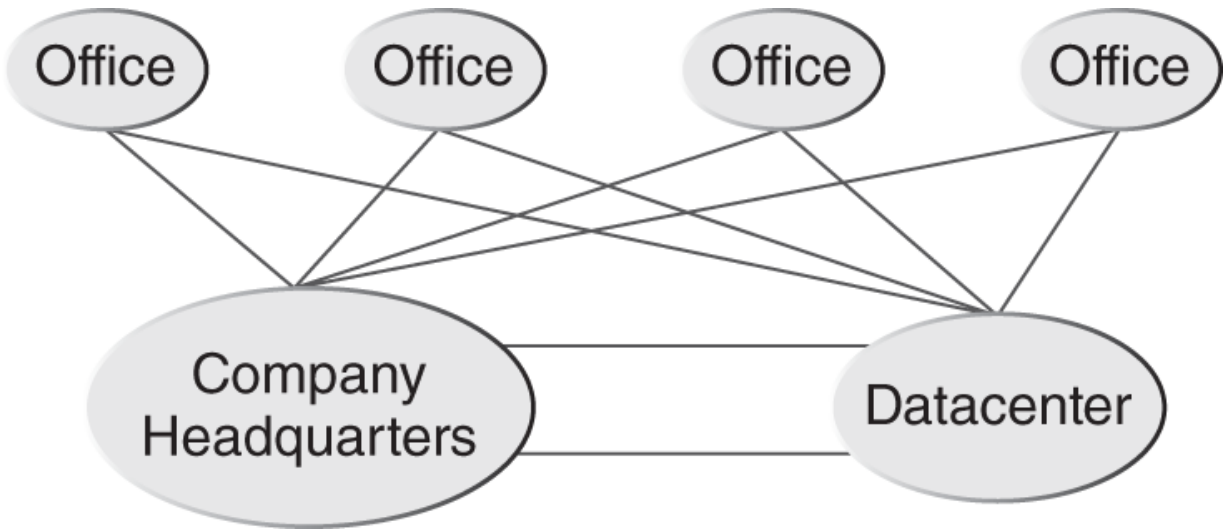 Office
Office
Office
Office
Company
Headquarters
Datacenter